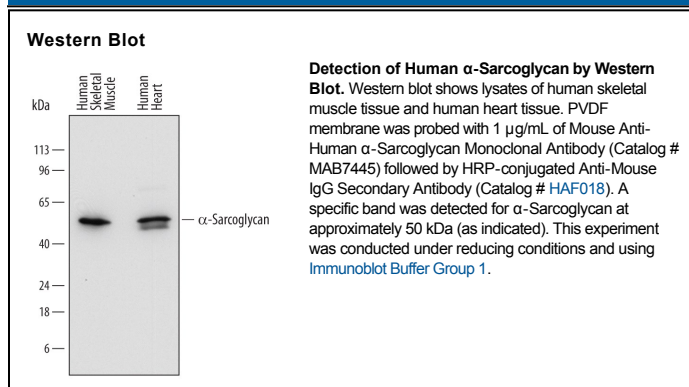 Western Blot
Human
Skeletal
Muscle
Human
Heart
kDa
113
96
65
40
24
18
6
α-Sarcoglycan
Detection of Human α-Sarcoglycan by Western
Blot. Western blot shows lysates of human skeletal
muscle tissue and human heart tissue. PVDF
membrane was probed with 1 µg/mL of Mouse Anti-
Human α-Sarcoglycan Monoclonal Antibody (Catalog #
MAB7445) followed by HRP-conjugated Anti-Mouse
IgG Secondary Antibody (Catalog # HAF018). A
specific band was detected for α-Sarcoglycan at
approximately 50 kDa (as indicated). This experiment
was conducted under reducing conditions and using
Immunoblot Buffer Group 1.